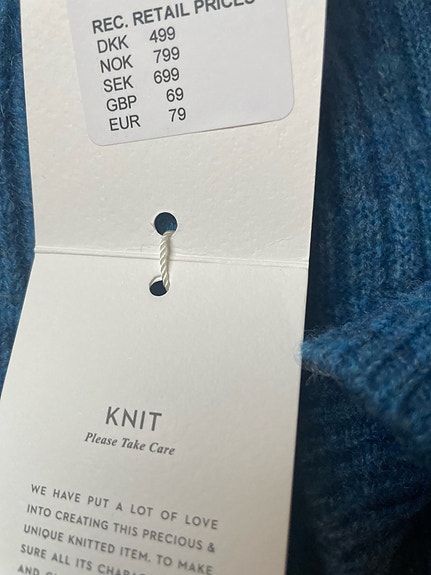 REC. RETAIL PRICES
DKK 499
NOK 799
SEK 699
GBP 69
EUR 79
KNIT
Please Take Care
WE HAVE PUT A LOT OF LOVE
INTO CREATING THIS PRECIOUS &
UNIQUE KNITTED ITEM. TO MAKE
SURE ALL ITS
AND